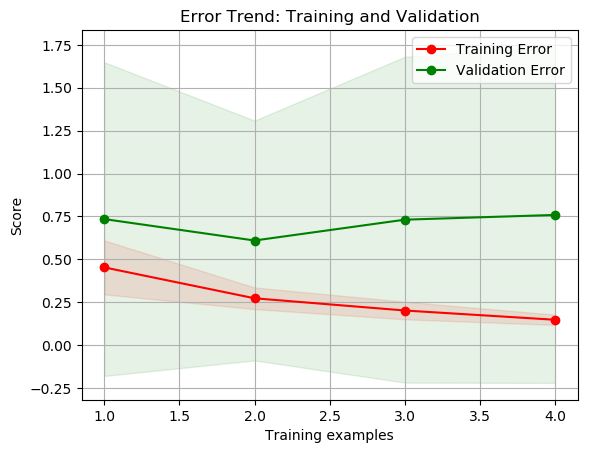 Error Trend: Training and Validation
Training Error
Validation Error
Score
1.75
1.50
1.25
1.00
0.75
0.50
0.25
0.00
−0.25
1.0 1.5 2.0 2.5 3.0 3.5 4.0
Training examples